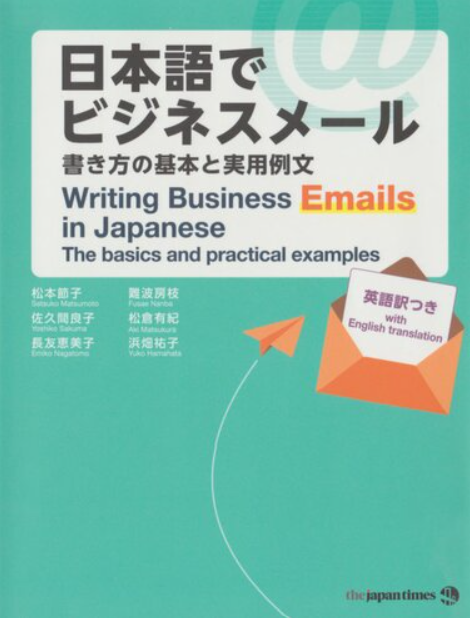 @
日本語で
ビジネスメール
書き方の基本と実用例文
Writing Business Emails
in Japanese
The basics and practical examples
松本節子
Setsuko Matsumoto
難波房枝
Fusae Nanba
佐久間良子
Yoshiko Sakuma
松倉有紀
Aki Matsukura
長友恵美子
Emiko Nagatomo
浜畑祐子
Yuko Hamahata
英語訳つき
with
English translation
the japan times